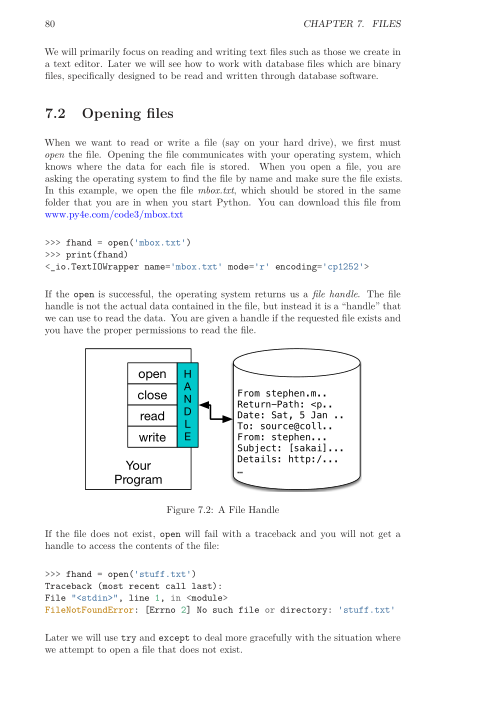 80 CHAPTER 7. FILES
We will primarily focus on reading and writing text files such as those we create in
a text editor. Later we will see how to work with database files which are binary
files, specifically designed to be read and written through database software.
7.2 Opening files
When we want to read or write a file (say on your hard drive), we first must
open the file. Opening the file communicates with your operating system, which
knows where the data for each file is stored. When you open a file, you are
asking the operating system to find the file by name and make sure the file exists.
In this example, we open the file mbox.txt, which should be stored in the same
folder that you are in when you start Python. You can download this file from
www.py4e.com/code3/mbox.txt
>>> fhand = open('mbox.txt')
>>> print(fhand)
<_io.TextIOWrapper name='mbox.txt' mode='r' encoding='cp1252'>
If the open is successful, the operating system returns us a file handle. The file
handle is not the actual data contained in the file, but instead it is a “handle” that
we can use to read the data. You are given a handle if the requested file exists and
you have the proper permissions to read the file.
open
close
read
write
H
A
N
D
L
E
Your
Program
From stephen.m..
Return-Path: <p..
Date: Sat, 5 Jan ..
To: source@coll..
From: stephen...
Subject: [sakai]...
Details: http:/...
…
Figure 7.2: A File Handle
If the file does not exist, open will fail with a traceback and you will not get a
handle to access the contents of the file:
>>> fhand = open('stuff.txt')
Traceback (most recent call last):
File "<stdin>", line 1, in <module>
FileNotFoundError: [Errno 2] No such file or directory: 'stuff.txt'
Later we will use try and except to deal more gracefully with the situation where
we attempt to open a file that does not exist.